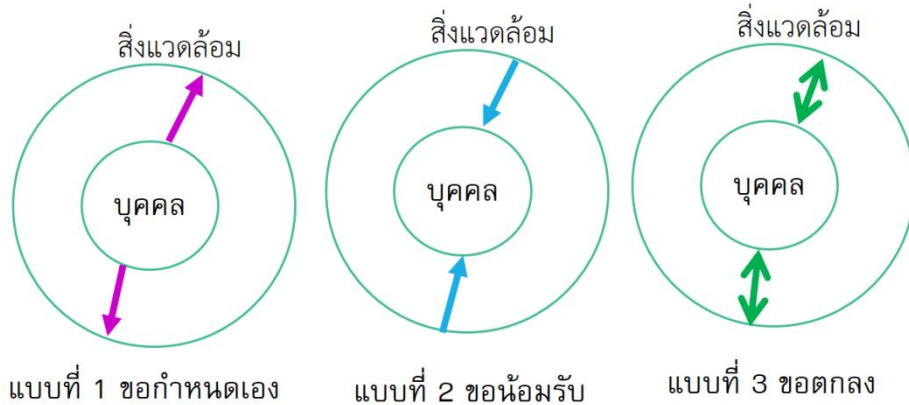 สิ่งแวดล้อม
บุคคล
แบบที่ 1 ขอกำหนดเอง
สิ่งแวดล้อม
บุคคล
แบบที่ 2 ขอน้อมรับ
สิ่งแวดล้อม
บุคคล
แบบที่ 3 ขอตกลง